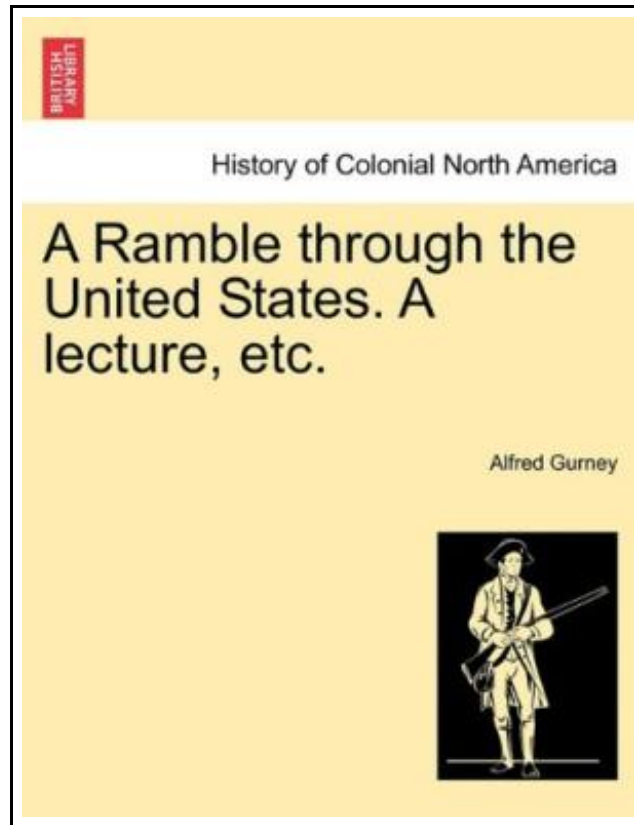 BRITISH
LIBRARY
History of Colonial North America
A Ramble through the
United States. A
lecture, etc.
Alfred Gurney